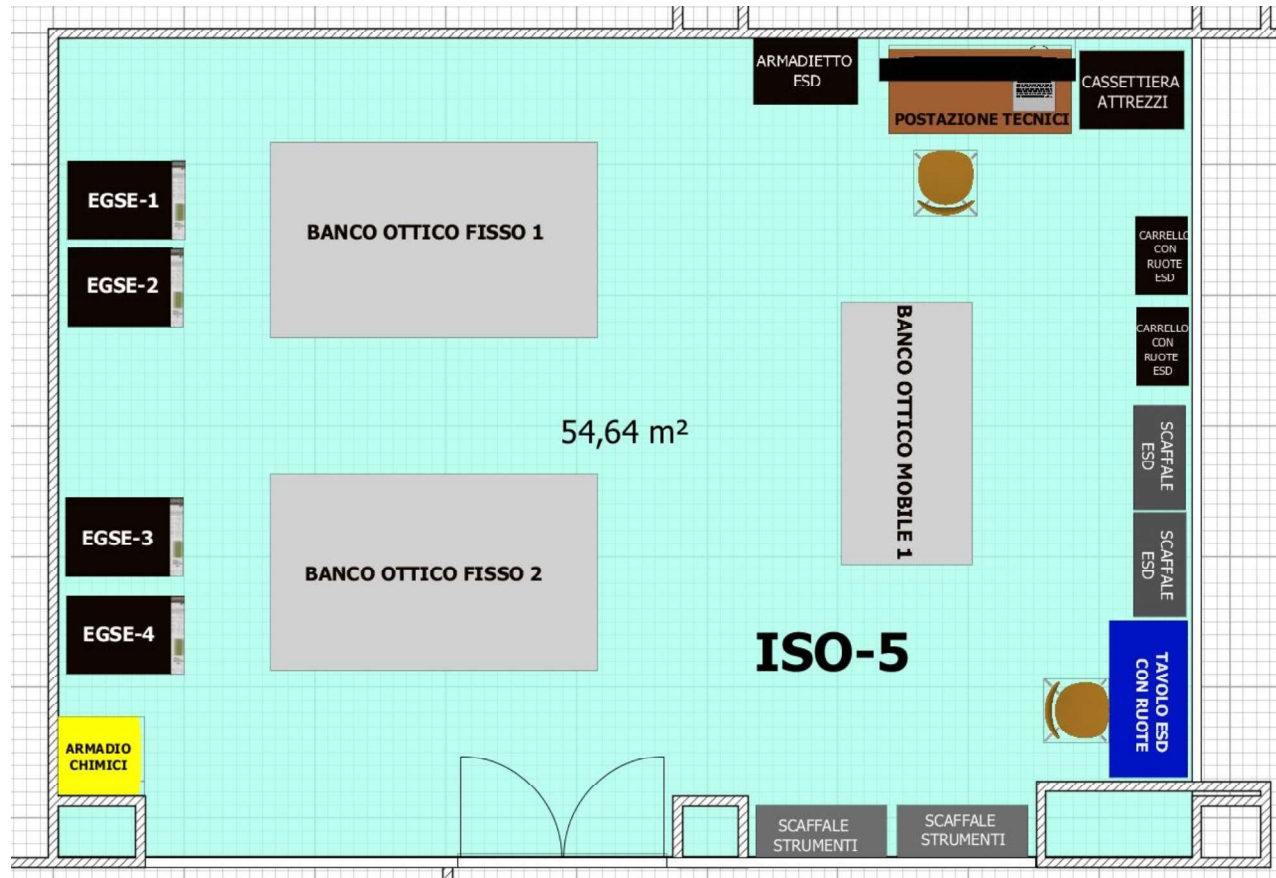 ARMADIETTO
ESD
POSTAZIONE TECNICI
CASSETTIERA
ATTREZZI
EGSE-1
EGSE-2
BANCO OTTICO FISSO 1
CARRELLO
CON
RUOTE
ESD
CARRELLO
CON
RUOTE
ESD
BANCO OTTICO MOBILE 1
54,64 m²
SCAFFALE
ESD
SCAFFALE
ESD
EGSE-3
EGSE-4
BANCO OTTICO FISSO 2
ISO-5
TAVOLO ESD
CON RUOTE
ARMADIO
CHIMICI
SCAFFALE
STRUMENTI
SCAFFALE
STRUMENTI